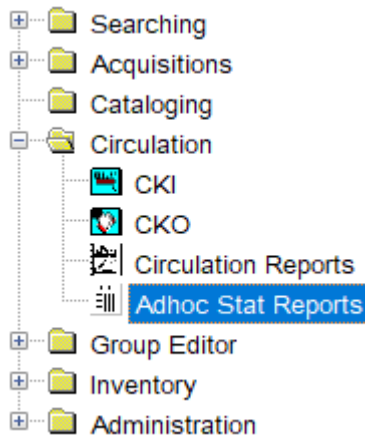 Searching
Acquisitions
Cataloging
Circulation
CKI
CKO
Circulation Reports
Adhoc Stat Reports
Group Editor
Inventory
Administration